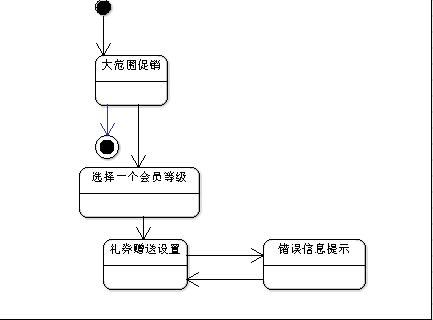 大范围促销
选择一个会员等级
礼券赠送设置
错误信息提示